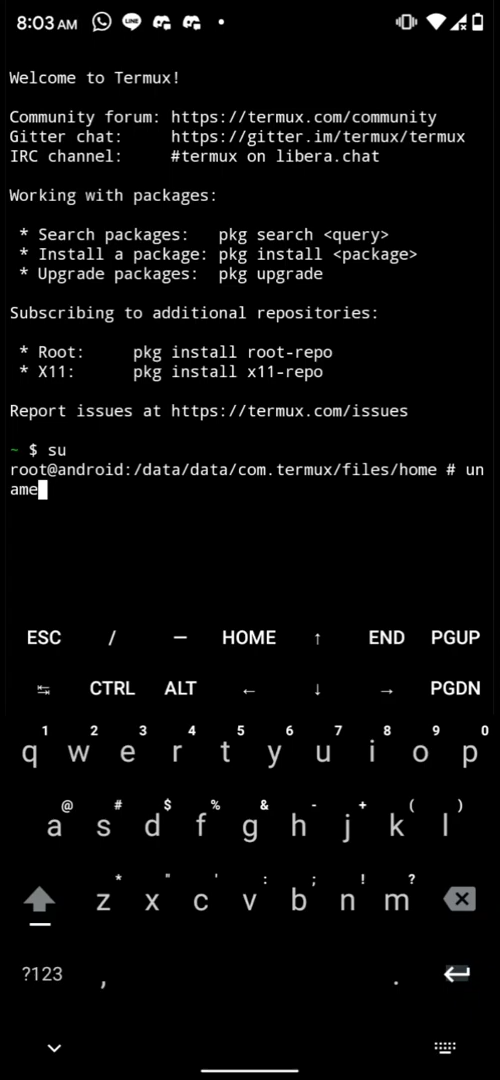 8:03 AM
Welcome to Termux!
Community forum: https://termux.com/community
Gitter chat:     https://gitter.im/termux/termux
IRC channel:     #termux on libera.chat
Working with packages:
 * Search packages:   pkg search <query>
 * Install a package: pkg install <package>
 * Upgrade packages:  pkg upgrade
Subscribing to additional repositories:
 * Root:     pkg install root-repo
 * X11:      pkg install x11-repo
Report issues at https://termux.com/issues
~ $ su
root@android:/data/data/com.termux/files/home # un
ame
ESC / — HOME ↑ END PGUP
↹ CTRL ALT ← ↓ → PGDN
1 2 3 4 5 6 7 8 9 0
q w e r t y u i o p
@ # $ % & - + ( )
a s d f g h j k l
* " ' : ; ! ?
z x c v b n m
?123 , .